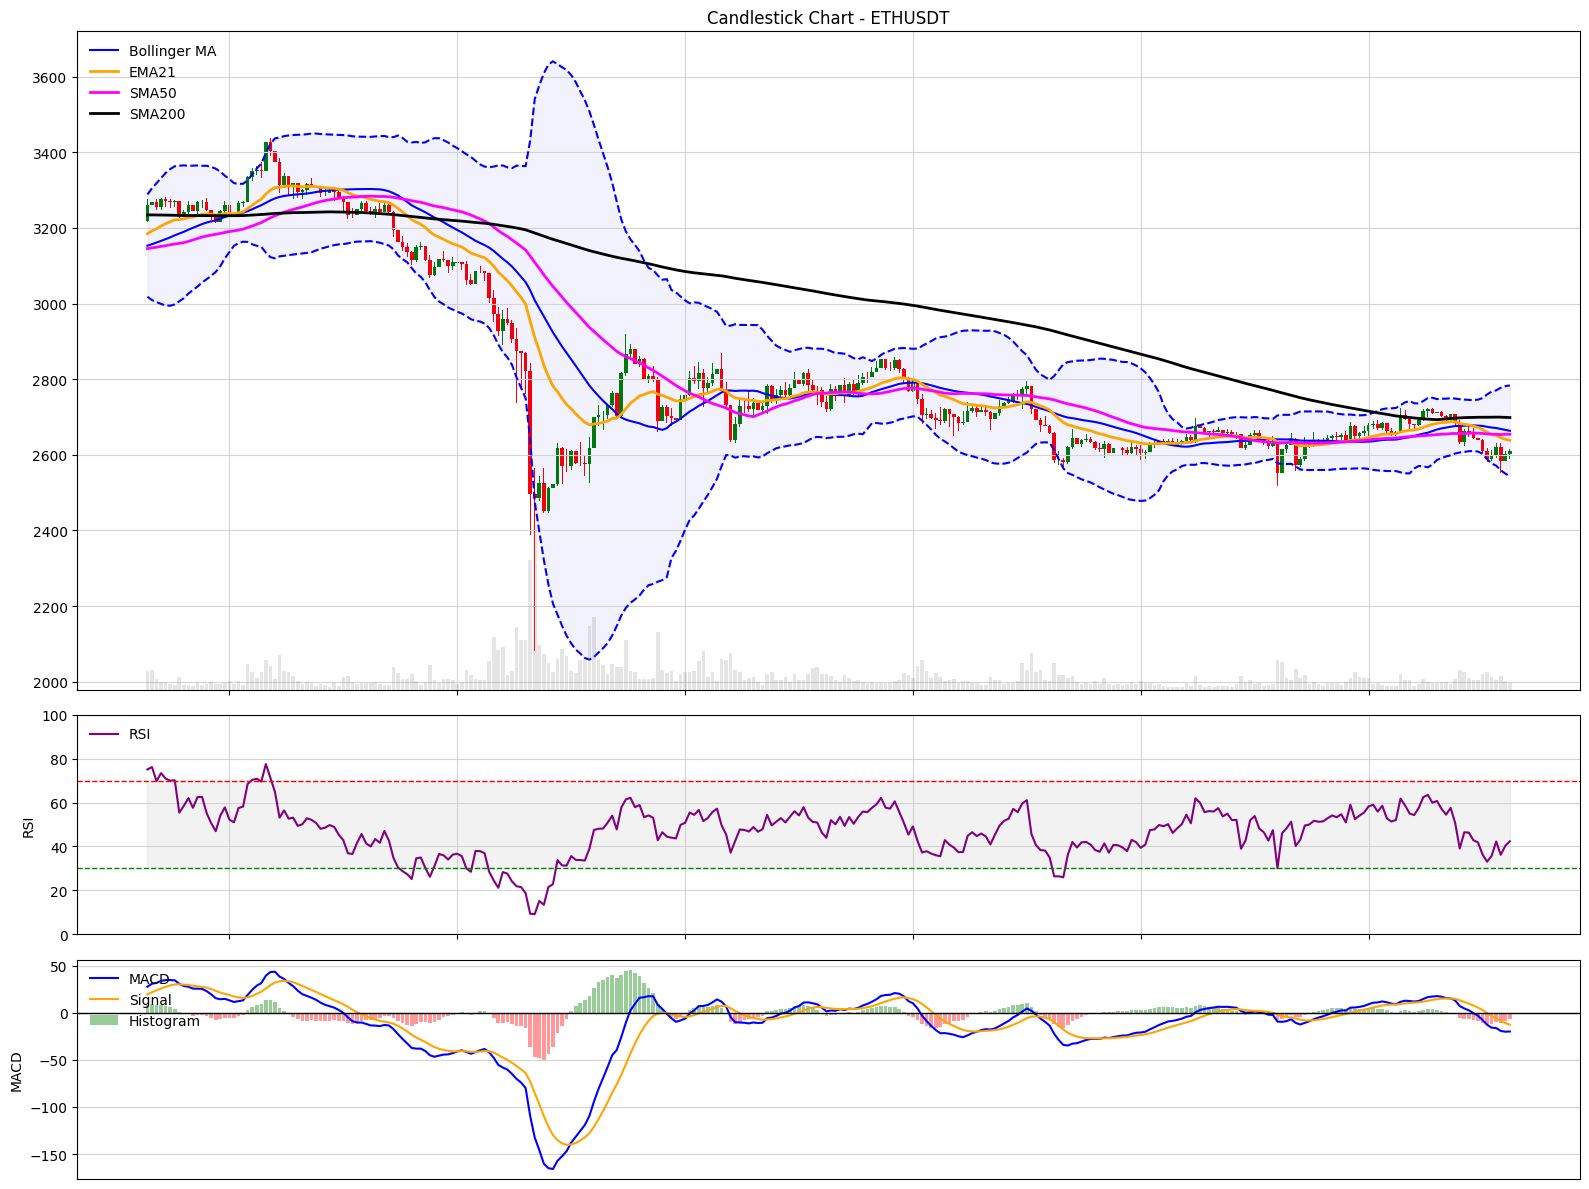 Candlestick Chart - ETHUSDT
Bollinger MA
EMA21
SMA50
SMA200
3600
3400
3200
3000
2800
2600
2400
2200
2000
RSI
RSI
100
80
60
40
20
0
MACD
Signal
Histogram
MACD
50
0
−50
−100
−150